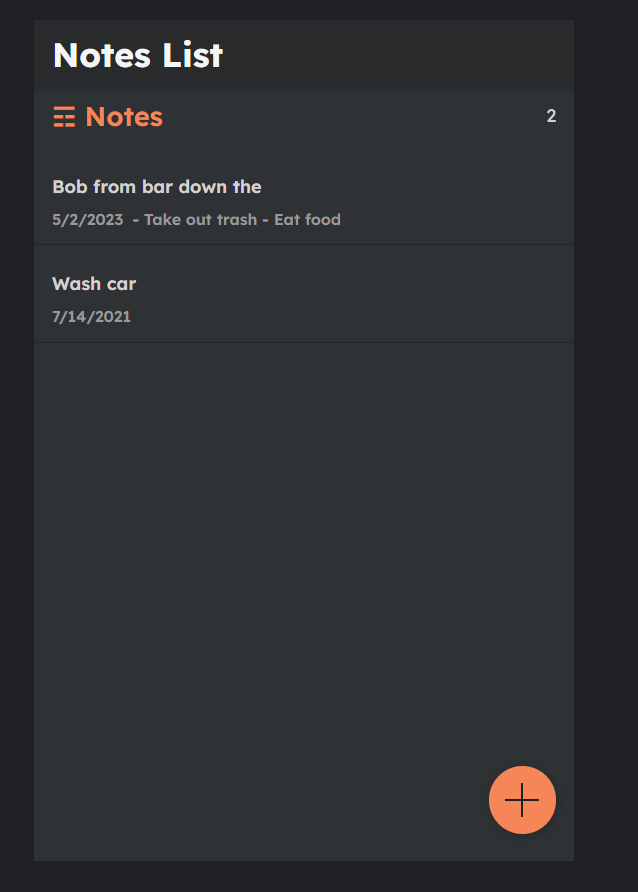 Notes List
☶ Notes 2
Bob from bar down the
5/2/2023 - Take out trash - Eat food
Wash car
7/14/2021